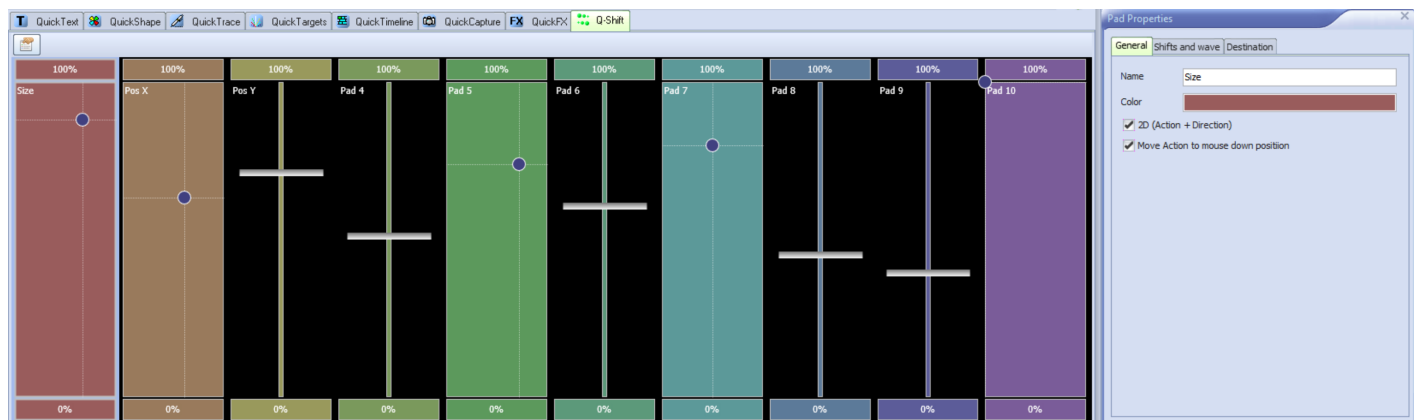 QuickText QuickShape QuickTrace QuickTargets QuickTimeline QuickCapture FX QuickFX Q-Shift
100% 100% 100% 100% 100% 100% 100% 100% 100% 100%
Size Pos X Pos Y Pad 4 Pad 5 Pad 6 Pad 7 Pad 8 Pad 9 Pad 10
0% 0% 0% 0% 0% 0% 0% 0% 0% 0%
Pad Properties
General Shifts and wave Destination
Name Size
Color
2D (Action + Direction)
Move Action to mouse down position